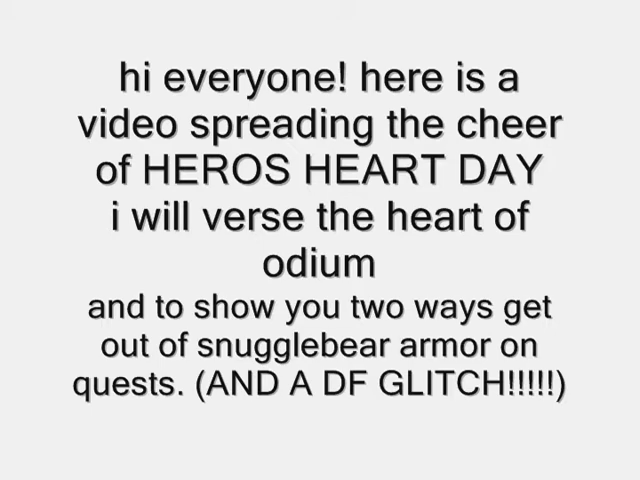 hi everyone! here is a
video spreading the cheer
of HEROS HEART DAY
i will verse the heart of
odium
and to show you two ways get
out of snugglebear armor on
quests. (AND A DF GLITCH!!!!!)